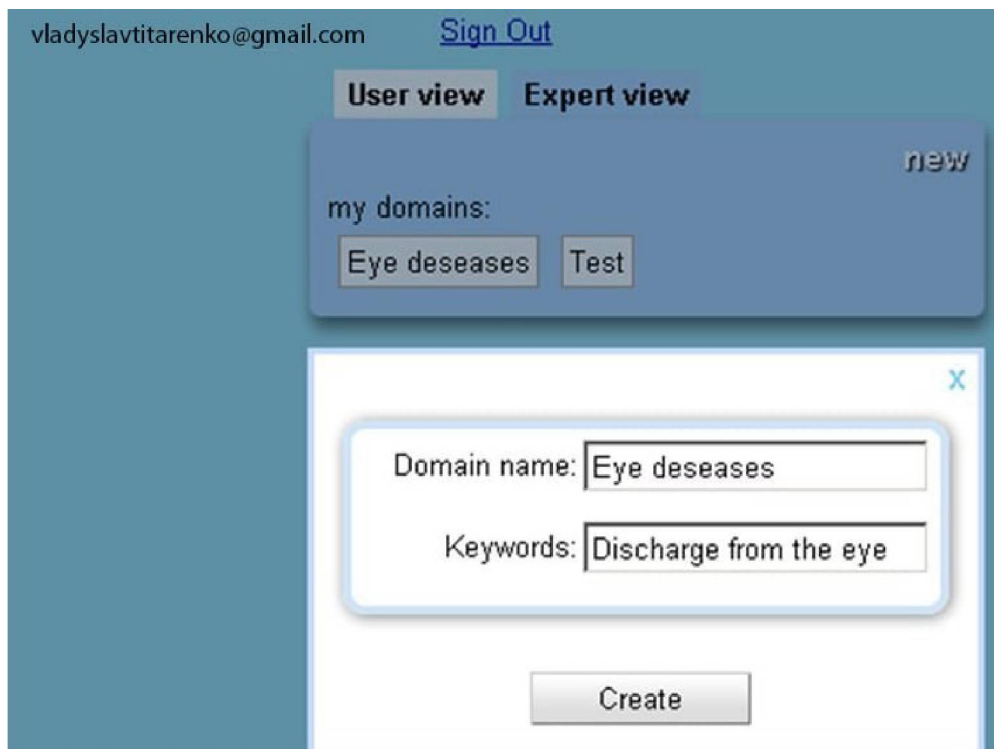 vladyslavtitarenko@gmail.com Sign Out
User view Expert view
new
my domains:
Eye deseases Test
x
Domain name: Eye deseases
Keywords: Discharge from the eye
Create